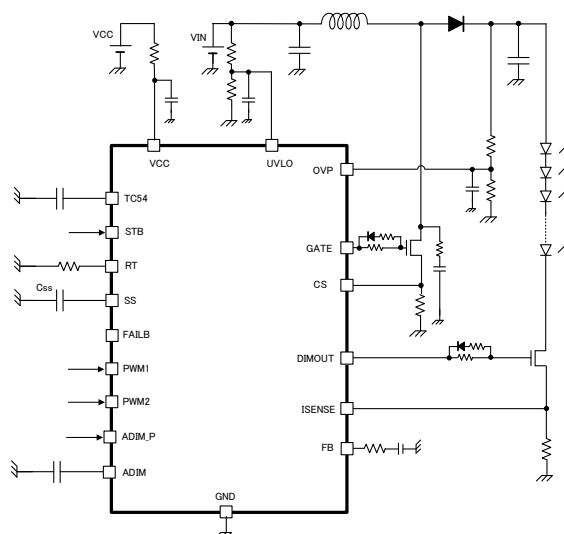 VCC
VIN
VCC
UVLO
OVP
TC54
STB
RT
Css
SS
FAILB
PWM1
PWM2
ADIM_P
ADIM
GATE
CS
DIMOUT
ISENSE
FB
GND